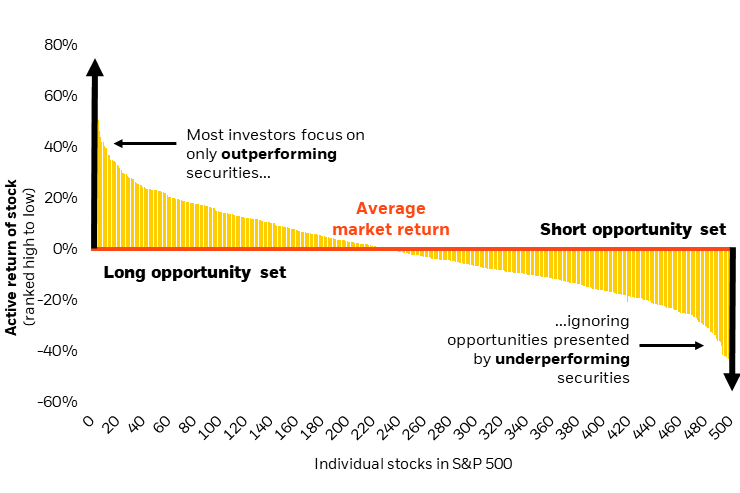 80%
60%
40%
20%
0%
-20%
-40%
-60%
Active return of stock
(ranked high to low)
Most investors focus on
only outperforming
securities...
Average
market return
Short opportunity set
Long opportunity set
...ignoring
opportunities presented
by underperforming
securities
0
20
40
60
80
100
120
140
160
180
200
220
240
260
280
300
320
340
360
380
400
420
440
460
480
500
Individual stocks in S&P 500